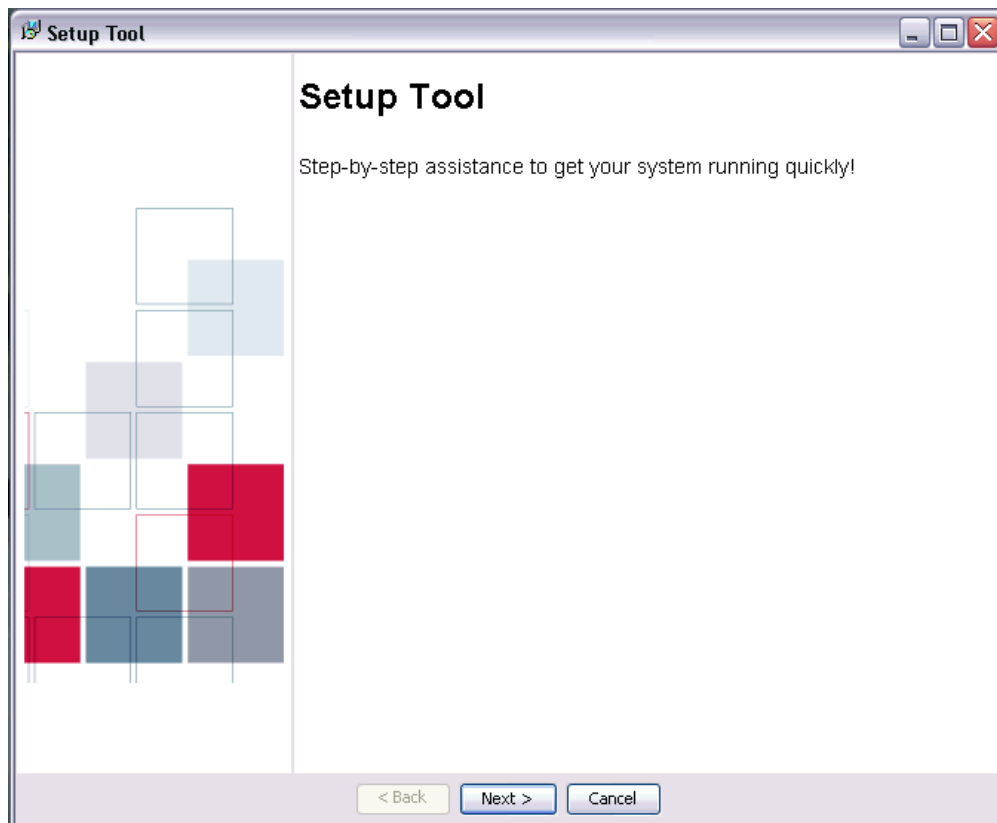 Setup Tool
Setup Tool
Step-by-step assistance to get your system running quickly!
< Back
Next >
Cancel